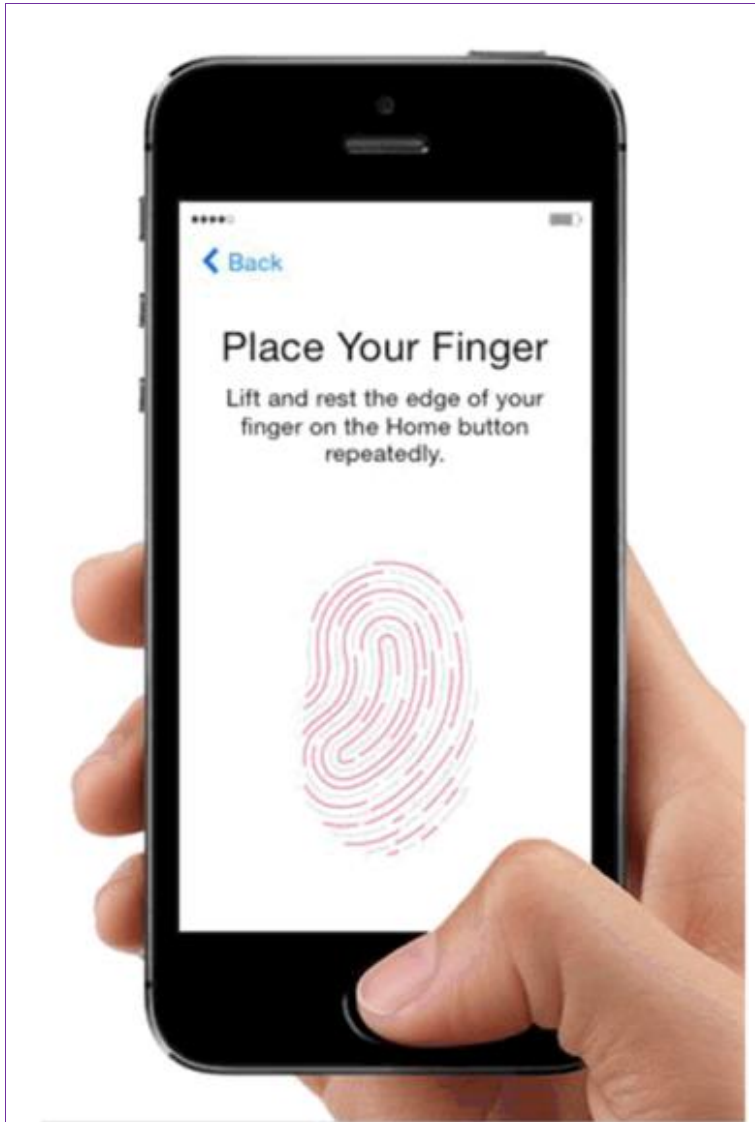 Back
Place Your Finger
Lift and rest the edge of your
finger on the Home button
repeatedly.